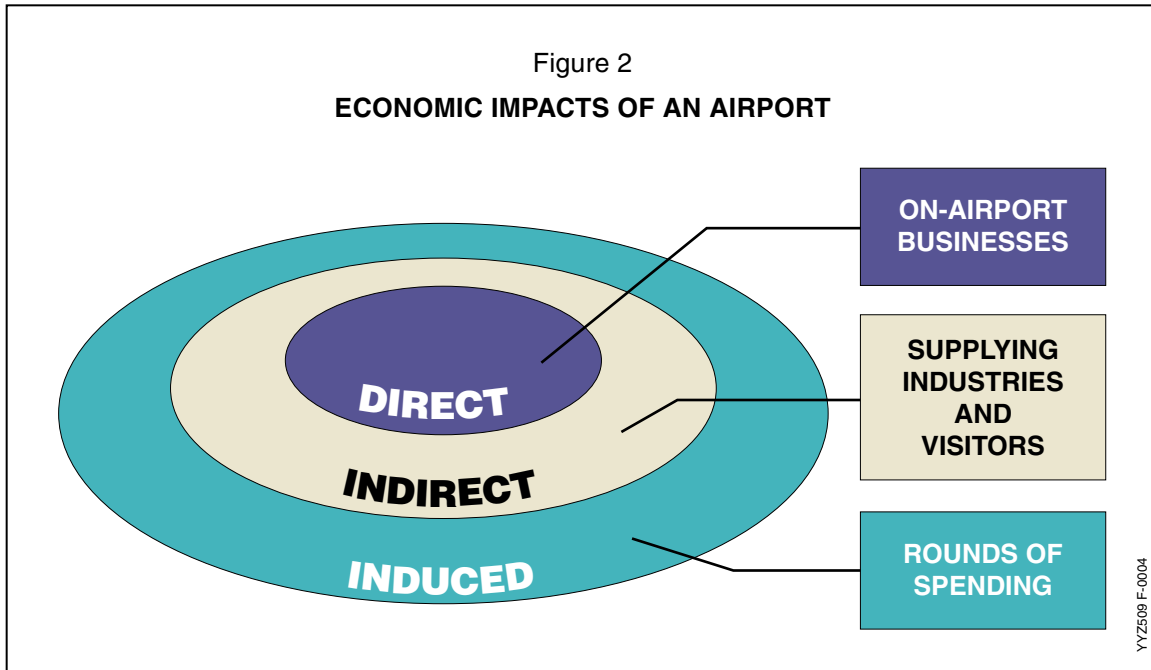 Figure 2
ECONOMIC IMPACTS OF AN AIRPORT
ON-AIRPORT
BUSINESSES
DIRECT
SUPPLYING
INDUSTRIES
AND
VISITORS
INDIRECT
ROUNDS OF
SPENDING
INDUCED
YYZ509 F-0004